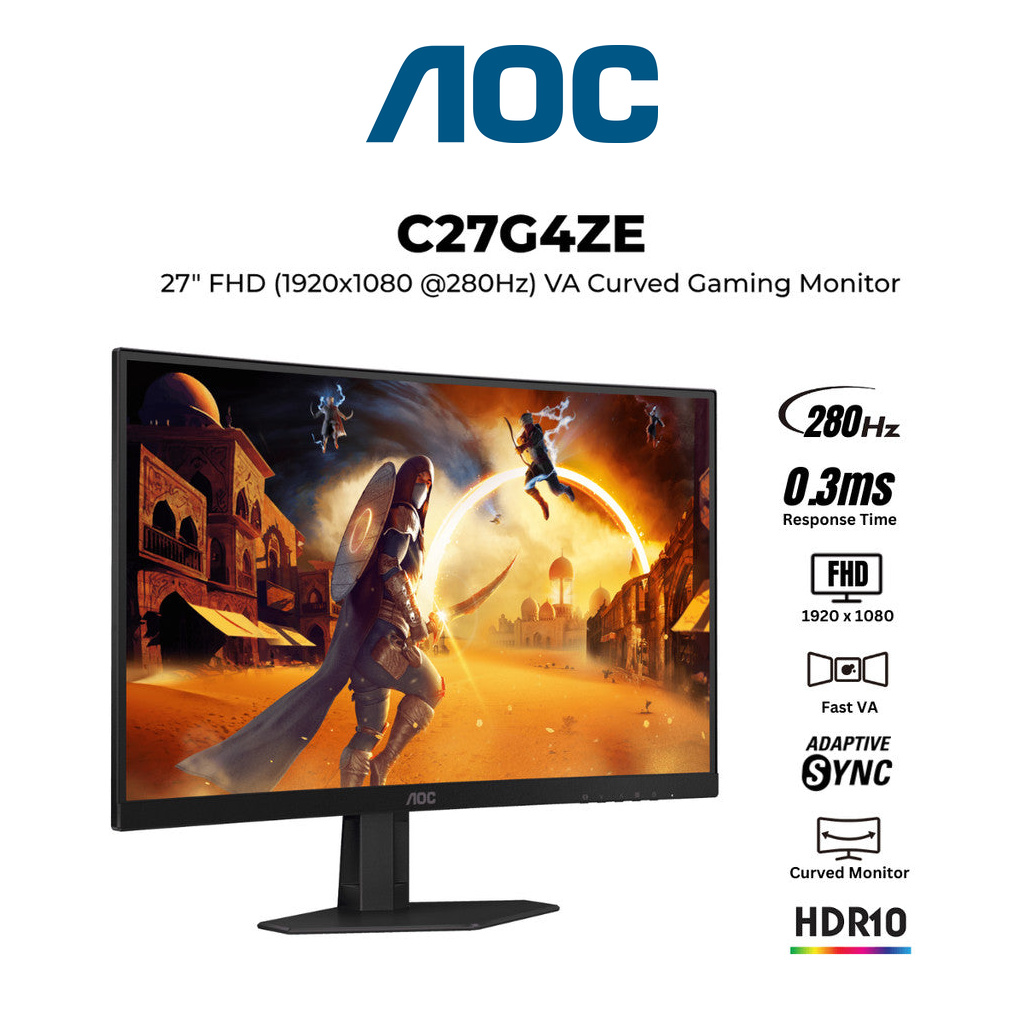 AOC
C27G4ZE
27" FHD (1920x1080 @280Hz) VA Curved Gaming Monitor
280Hz
0.3ms
Response Time
FHD
1920 x 1080
Fast VA
ADAPTIVE
SYNC
Curved Monitor
HDR10
AOC